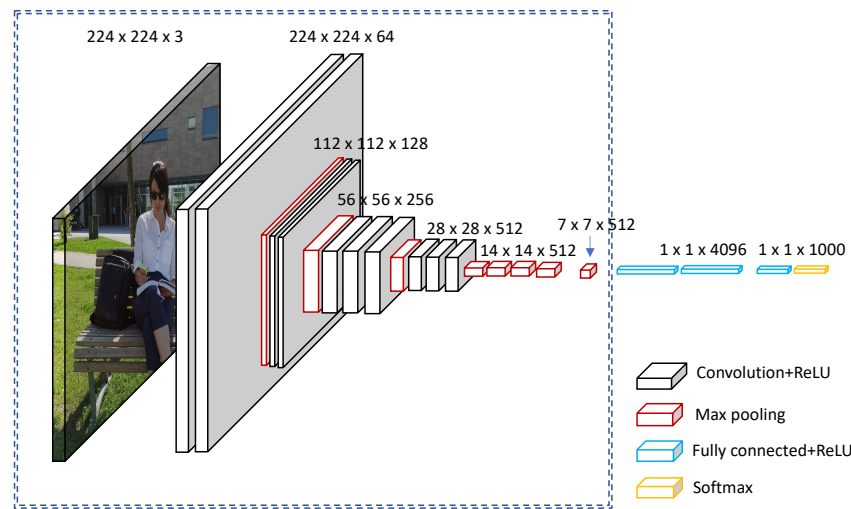 224 x 224 x 3
224 x 224 x 64
112 x 112 x 128
56 x 56 x 256
28 x 28 x 512
7 x 7 x 512
14 x 14 x 512
1 x 1 x 4096
1 x 1 x 1000
Convolution+ReLU
Max pooling
Fully connected+ReLU
Softmax